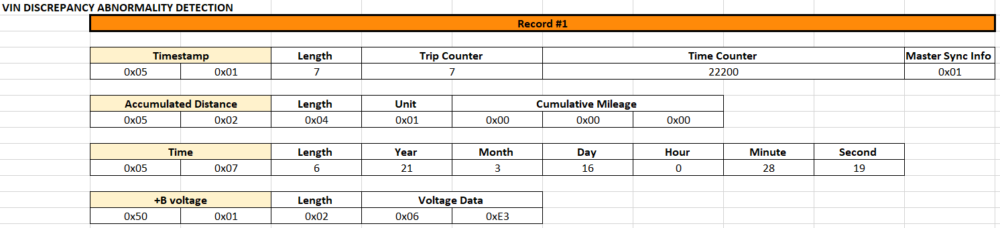 VIN DISCREPANCY ABNORMALITY DETECTION
Record #1
Timestamp Length Trip Counter Time Counter Master Sync Info
0x05 0x01 7 7 22200 0x01
Accumulated Distance Length Unit Cumulative Mileage
0x05 0x02 0x04 0x01 0x00 0x00 0x00
Time Length Year Month Day Hour Minute Second
0x05 0x07 6 21 3 16 0 28 19
+B voltage Length Voltage Data
0x50 0x01 0x02 0x06 0xE3